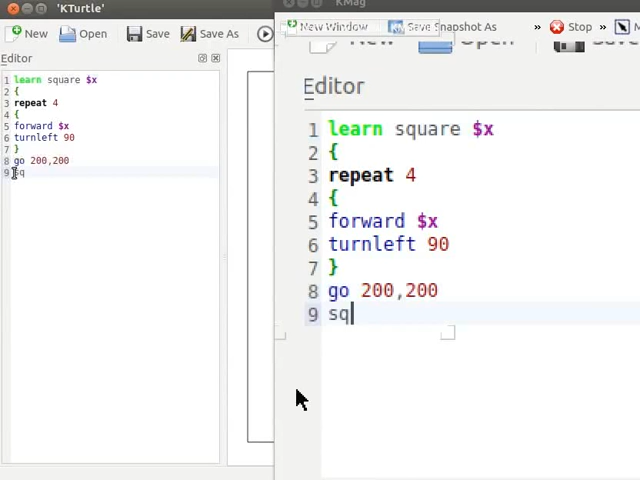 'KTurtle'
New Open Save Save As
Editor
1 learn square $x
2 {
3 repeat 4
4 {
5 forward $x
6 turnleft 90
7 }
8 go 200,200
9 sq
KMag
New Window Save Snapshot As » Stop » M
New Open Save
Editor
1 learn square $x
2 {
3 repeat 4
4 {
5 forward $x
6 turnleft 90
7 }
8 go 200,200
9 sq